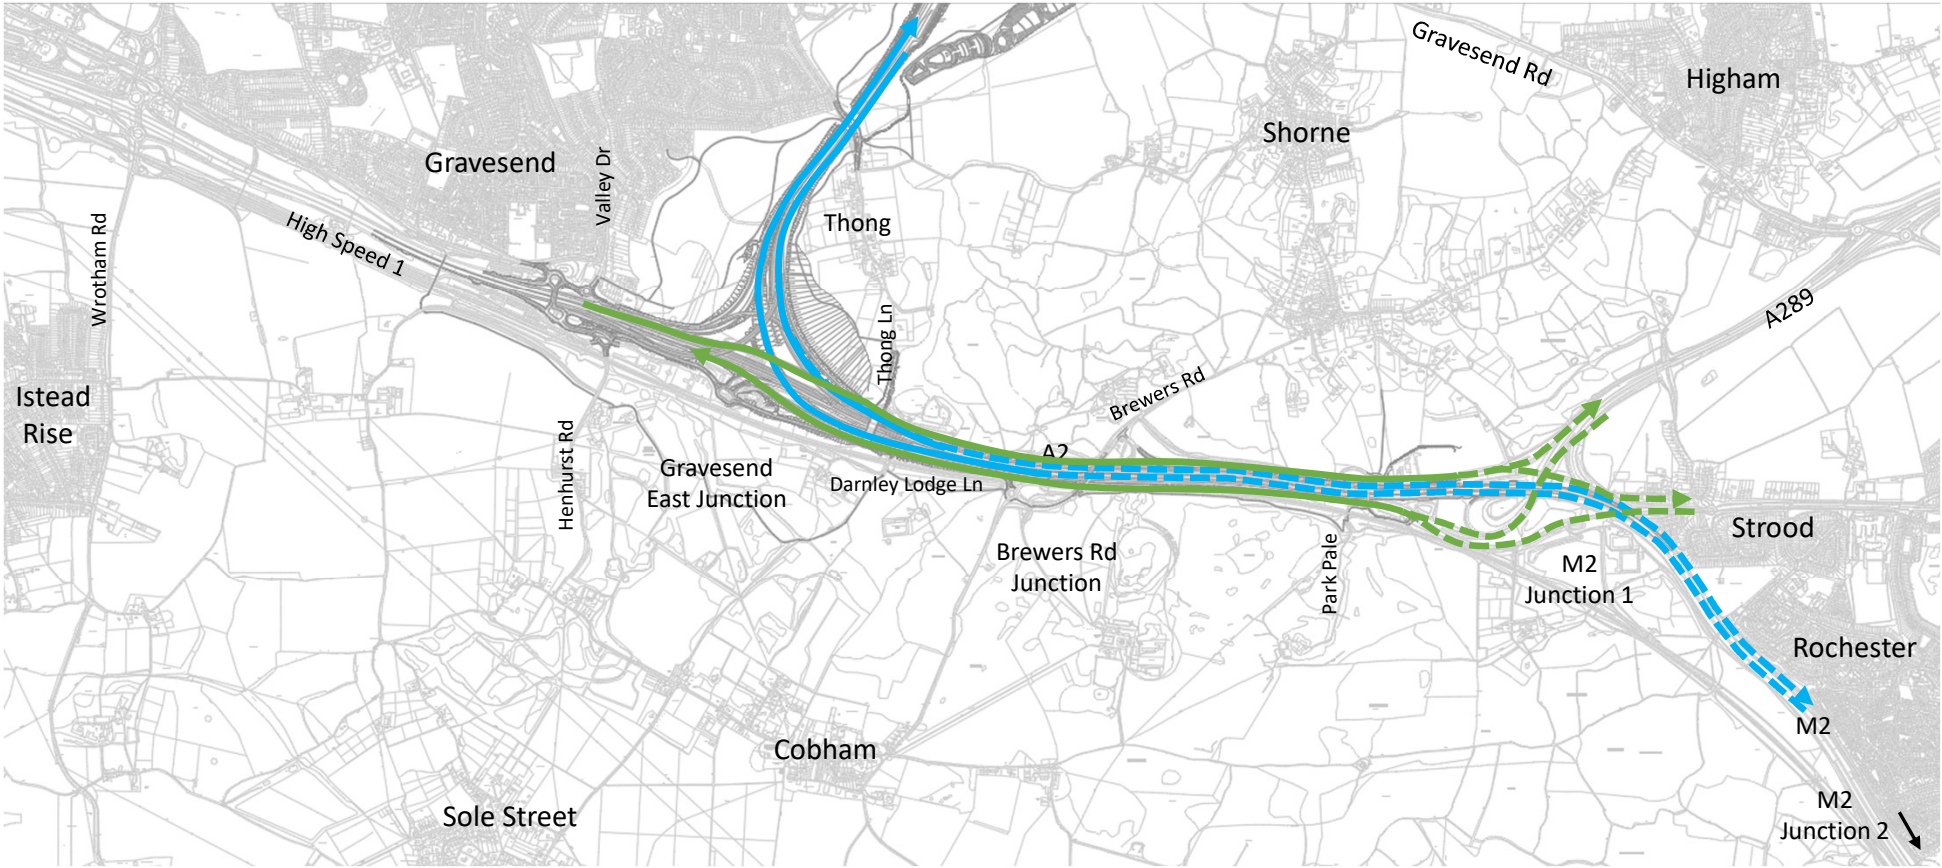 Gravesend Rd
Higham
Shorne
Gravesend
Valley Dr
Thong
Wrotham Rd
High Speed 1
A289
Thong Ln
Brewers Rd
Istead
Rise
Henhurst Rd
A2
Gravesend
East Junction
Darnley Lodge Ln
Strood
Brewers Rd
Junction
Park Pale
M2
Junction 1
Rochester
M2
Cobham
Sole Street
M2
Junction 2